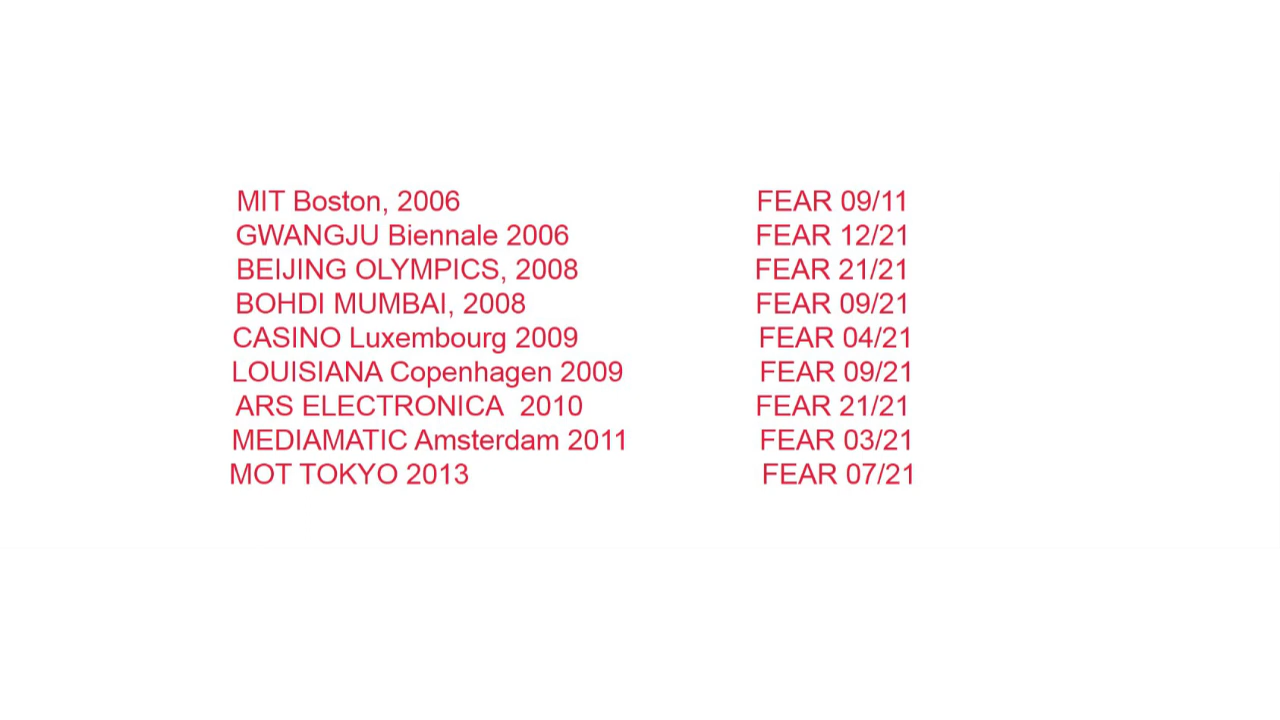 MIT Boston, 2006 FEAR 09/11
GWANGJU Biennale 2006 FEAR 12/21
BEIJING OLYMPICS, 2008 FEAR 21/21
BOHDI MUMBAI, 2008 FEAR 09/21
CASINO Luxembourg 2009 FEAR 04/21
LOUISIANA Copenhagen 2009 FEAR 09/21
ARS ELECTRONICA 2010 FEAR 21/21
MEDIAMATIC Amsterdam 2011 FEAR 03/21
MOT TOKYO 2013 FEAR 07/21